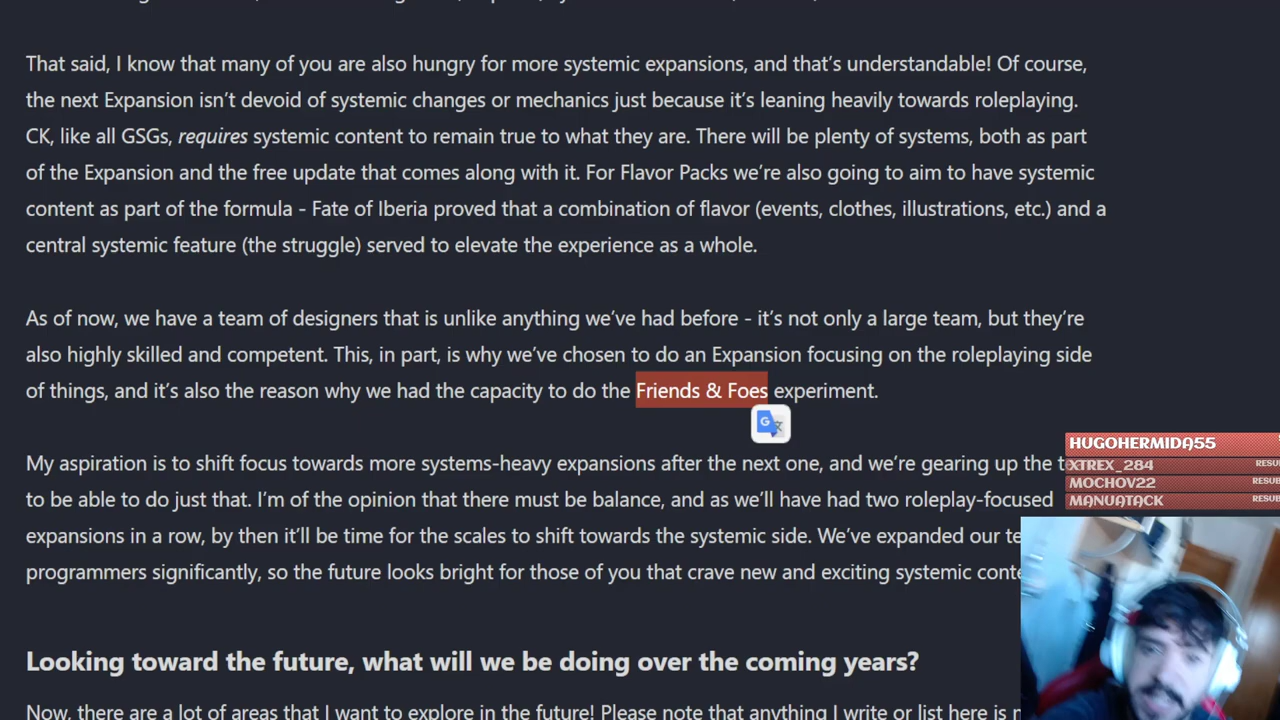 That said, I know that many of you are also hungry for more systemic expansions, and that’s understandable! Of course,
the next Expansion isn’t devoid of systemic changes or mechanics just because it’s leaning heavily towards roleplaying.
CK, like all GSGs, requires systemic content to remain true to what they are. There will be plenty of systems, both as part
of the Expansion and the free update that comes along with it. For Flavor Packs we’re also going to aim to have systemic
content as part of the formula - Fate of Iberia proved that a combination of flavor (events, clothes, illustrations, etc.) and a
central systemic feature (the struggle) served to elevate the experience as a whole.
As of now, we have a team of designers that is unlike anything we’ve had before - it’s not only a large team, but they’re
also highly skilled and competent. This, in part, is why we’ve chosen to do an Expansion focusing on the roleplaying side
of things, and it’s also the reason why we had the capacity to do the Friends & Foes experiment.
My aspiration is to shift focus towards more systems-heavy expansions after the next one, and we’re gearing up the
to be able to do just that. I’m of the opinion that there must be balance, and as we’ll have had two roleplay-focused
expansions in a row, by then it’ll be time for the scales to shift towards the systemic side. We’ve expanded our
programmers significantly, so the future looks bright for those of you that crave new and exciting systemic
Looking toward the future, what will we be doing over the coming years?
Now, there are a lot of areas that I want to explore in the future! Please note that anything I write or list here is
HUGOHERMIDA55
XTREX_284 RESUB
MOCHOV22 RESUB
MANUATACK RESUB